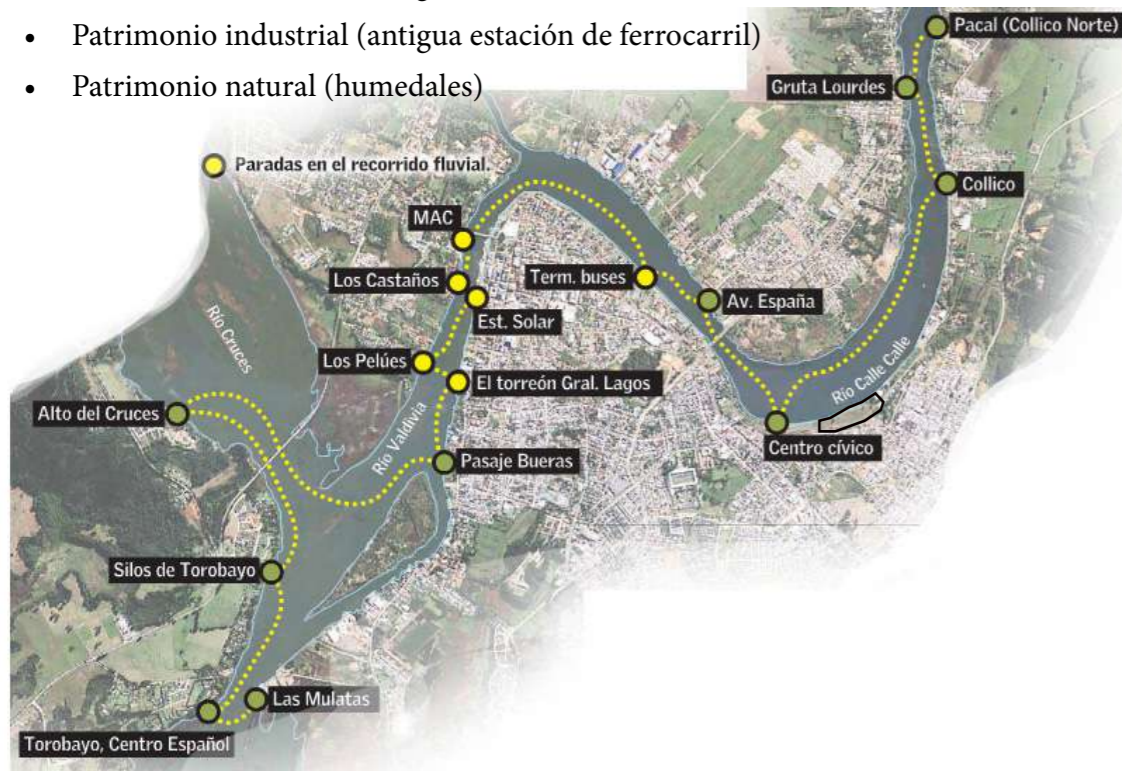 • Patrimonio industrial (antigua estación de ferrocarril)
• Patrimonio natural (humedales)
Pacal (Collico Norte)
Gruta Lourdes
Paradas en el recorrido fluvial.
Collico
MAC
Los Castaños
Term. buses
Av. España
Est. Solar
Río Cruces
Los Pelúes
El torreón Gral. Lagos
Río Calle Calle
Alto del Cruces
Río Valdivia
Centro cívico
Pasaje Bueras
Silos de Torobayo
Las Mulatas
Torobayo, Centro Español